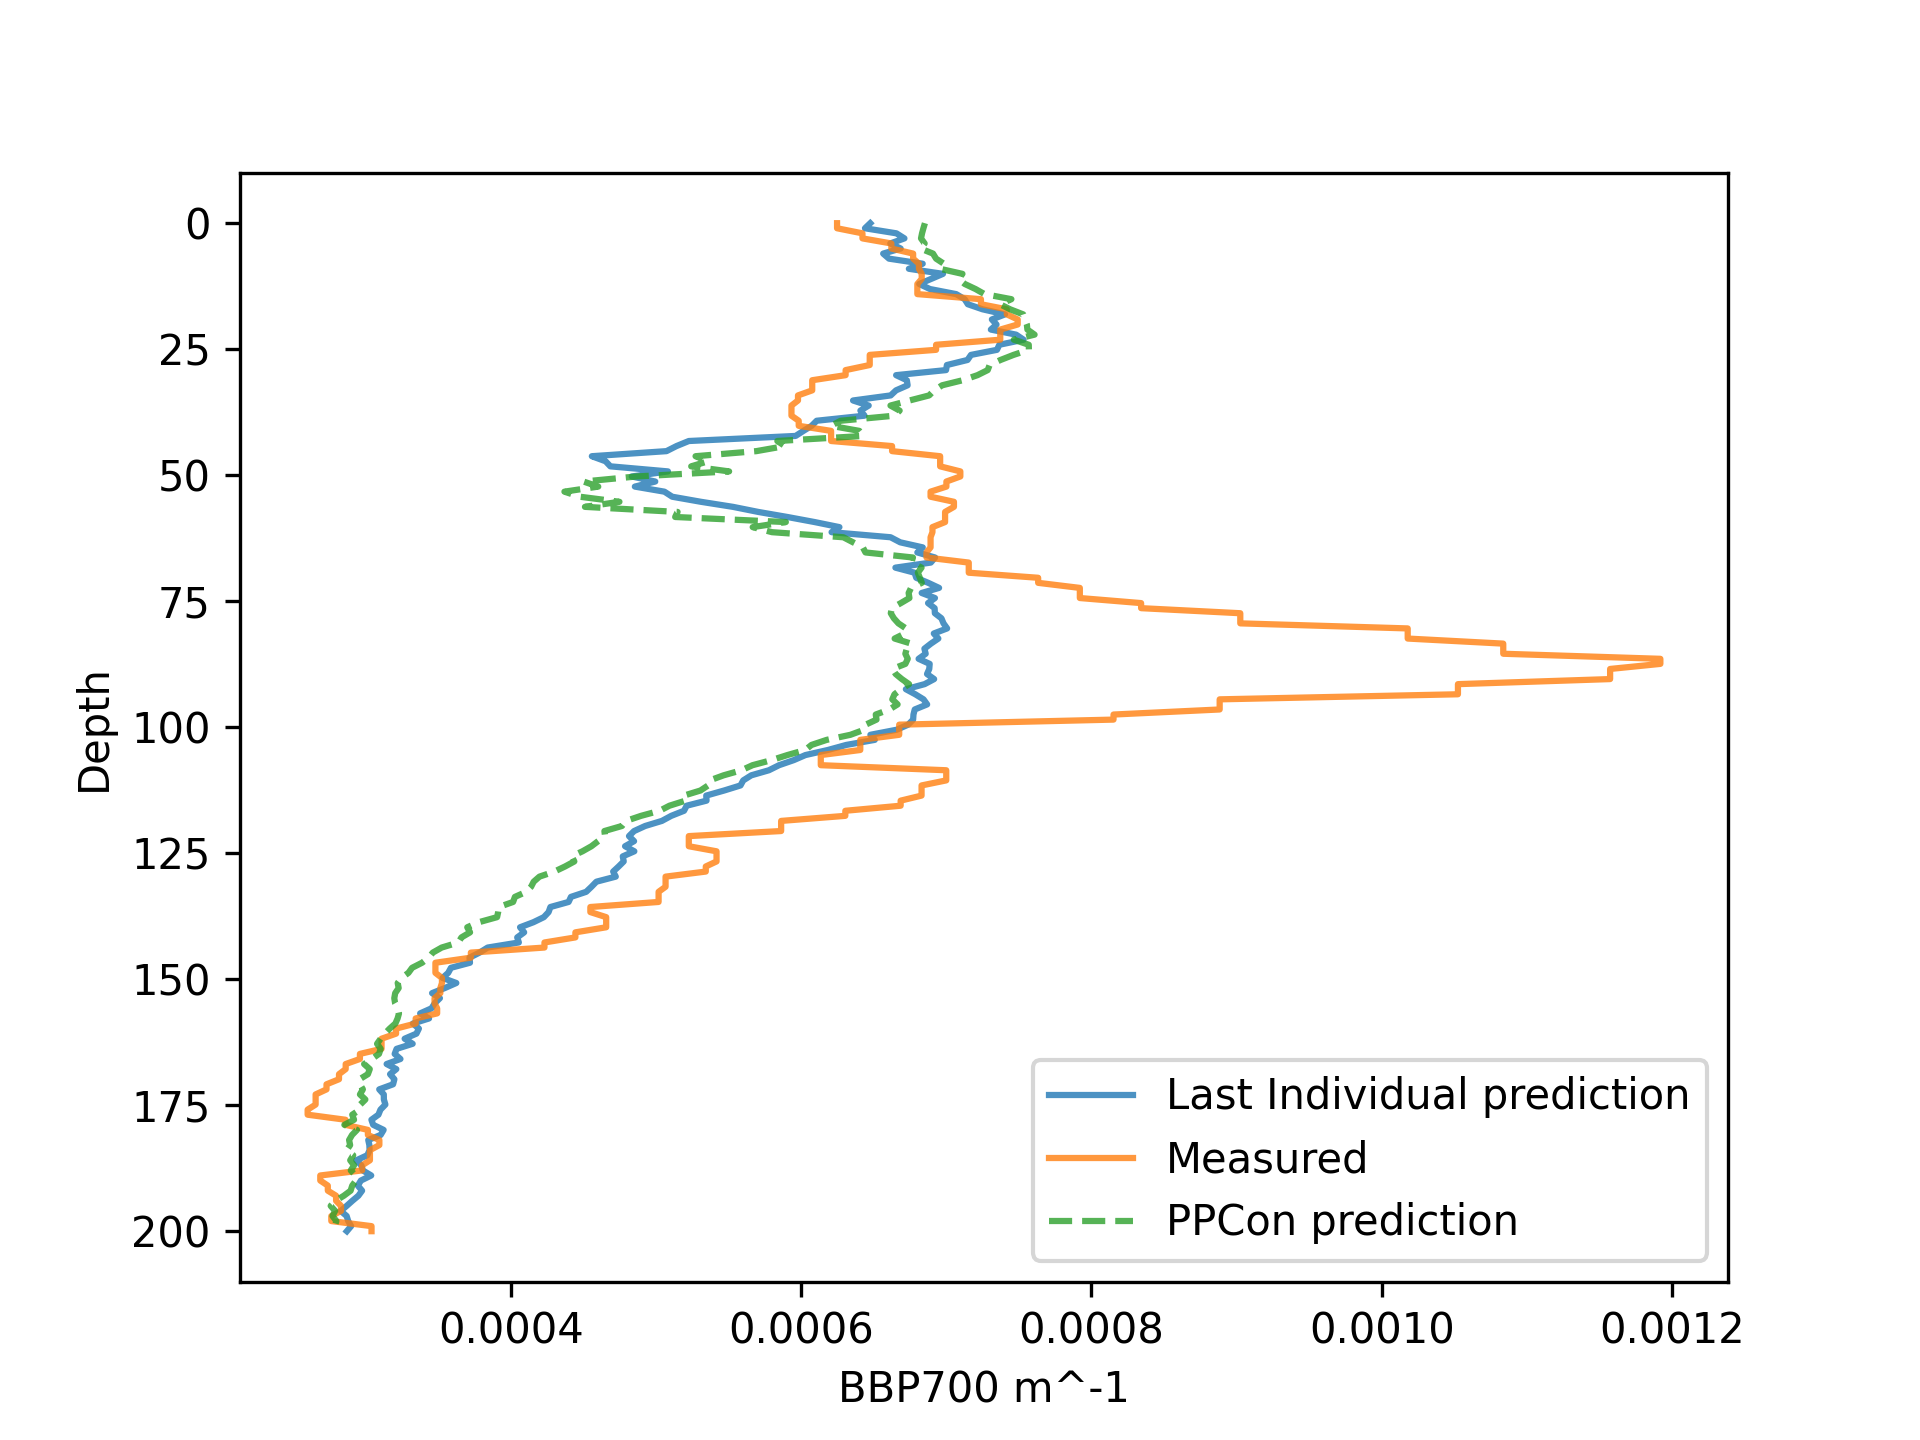 0
25
50
75
100
125
150
175
200
Depth
Last Individual prediction
Measured
PPCon prediction
0.0004 0.0006 0.0008 0.0010 0.0012
BBP700 m^-1